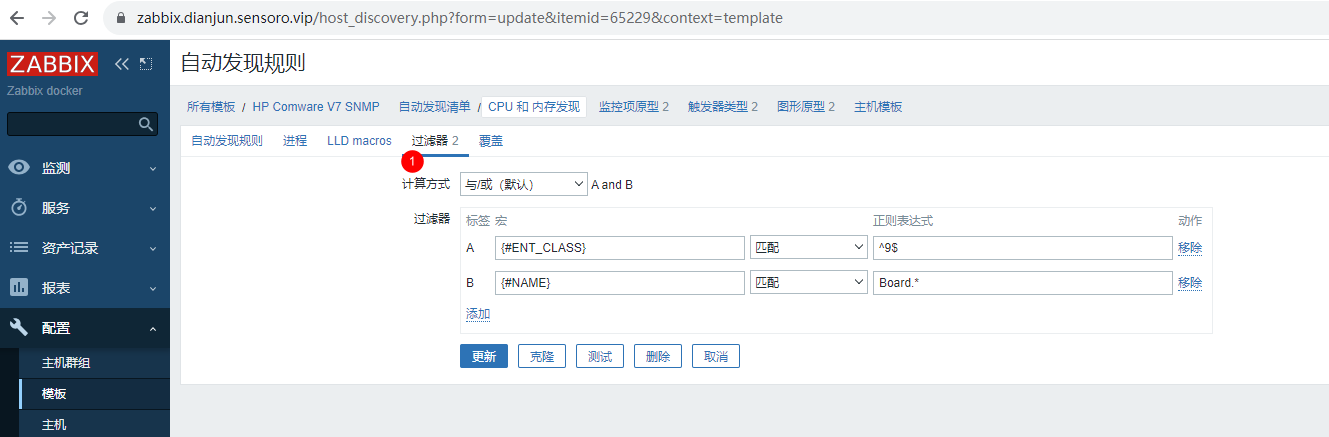 zabbix.dianjun.sensoro.vip/host_discovery.php?form=update&itemid=65229&context=template
ZABBIX
Zabbix docker
监测
服务
资产记录
报表
配置
主机群组
模板
主机
自动发现规则
所有模板 / HP Comware V7 SNMP 自动发现清单 / CPU 和 内存发现 监控项原型 2 触发器类型 2 图形原型 2 主机模板
自动发现规则 进程 LLD macros 过滤器 2 覆盖
1
计算方式 与/或（默认） A and B
过滤器 标签 宏 正则表达式 动作
A {#ENT_CLASS} 匹配 ^9$ 移除
B {#NAME} 匹配 Board.* 移除
添加
更新 克隆 测试 删除 取消